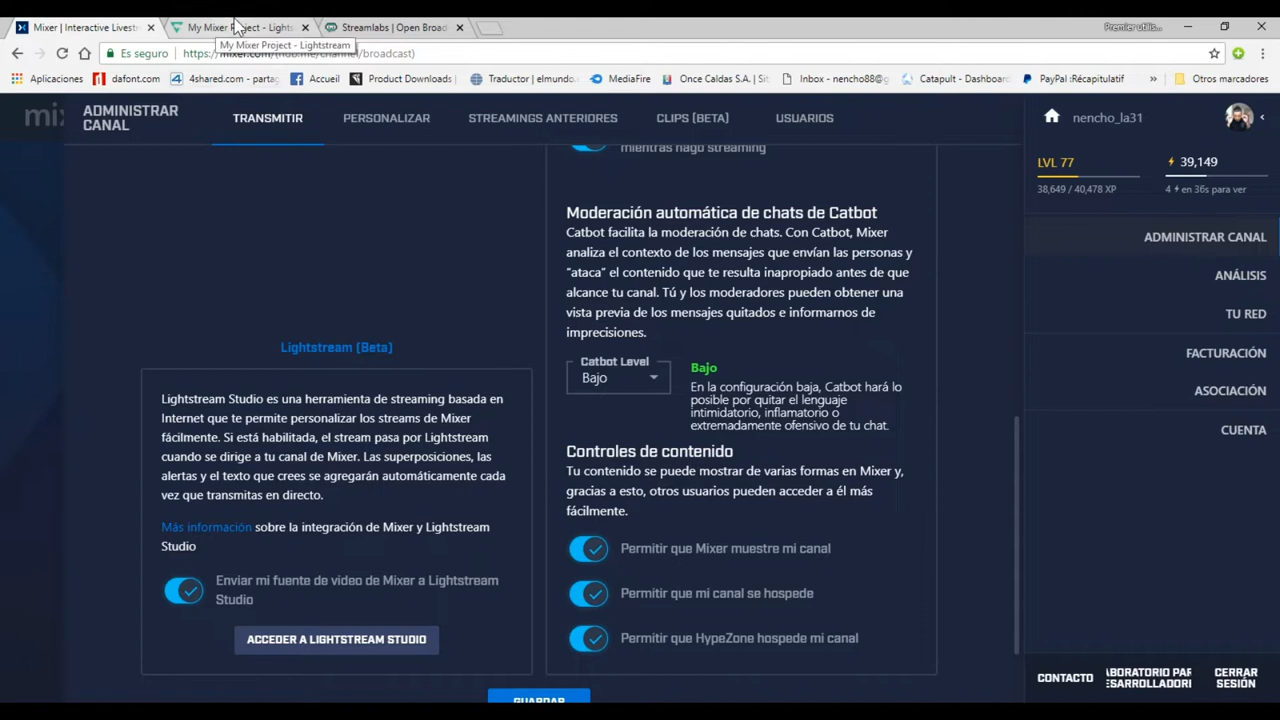 Mixer | Interactive Livestr
My Mixer Project - Lights
Streamlabs | Open Broad
Premier utilis...
My Mixer Project - Lightstream
Es seguro
https://mixer.com/
/broadcast)
Aplicaciones
dafont.com
4shared.com - partag
Accueil
Product Downloads |
Traductor | elmundo.
MediaFire
Once Caldas S.A. | Sit
Inbox - nencho88@g
Catapult - Dashboard
PayPal :Récapitulatif
»
Otros marcadores
mix
ADMINISTRAR
CANAL
TRANSMITIR
PERSONALIZAR
STREAMINGS ANTERIORES
CLIPS (BETA)
USUARIOS
nencho_la31
LVL 77
39,149
38,649 / 40,478 XP
4 en 36s para ver
ADMINISTRAR CANAL
ANÁLISIS
TU RED
FACTURACIÓN
ASOCIACIÓN
CUENTA
CONTACTO
ABORATORIO PAR
ESARROLLADORI
CERRAR
SESIÓN
Lightstream (Beta)
Lightstream Studio es una herramienta de streaming basada en
Internet que te permite personalizar los streams de Mixer
fácilmente. Si está habilitada, el stream pasa por Lightstream
cuando se dirige a tu canal de Mixer. Las superposiciones, las
alertas y el texto que crees se agregarán automáticamente cada
vez que transmitas en directo.
Más información sobre la integración de Mixer y Lightstream
Studio
Enviar mi fuente de video de Mixer a Lightstream
Studio
ACCEDER A LIGHTSTREAM STUDIO
mientras hago streaming
Moderación automática de chats de Catbot
Catbot facilita la moderación de chats. Con Catbot, Mixer
analiza el contexto de los mensajes que envían las personas y
"ataca" el contenido que te resulta inapropiado antes de que
alcance tu canal. Tú y los moderadores pueden obtener una
vista previa de los mensajes quitados e informarnos de
imprecisiones.
Catbot Level
Bajo
Bajo
En la configuración baja, Catbot hará lo
posible por quitar el lenguaje
intimidatorio, inflamatorio o
extremadamente ofensivo de tu chat.
Controles de contenido
Tu contenido se puede mostrar de varias formas en Mixer y,
gracias a esto, otros usuarios pueden acceder a él más
fácilmente.
Permitir que Mixer muestre mi canal
Permitir que mi canal se hospede
Permitir que HypeZone hospede mi canal
GUARDAR